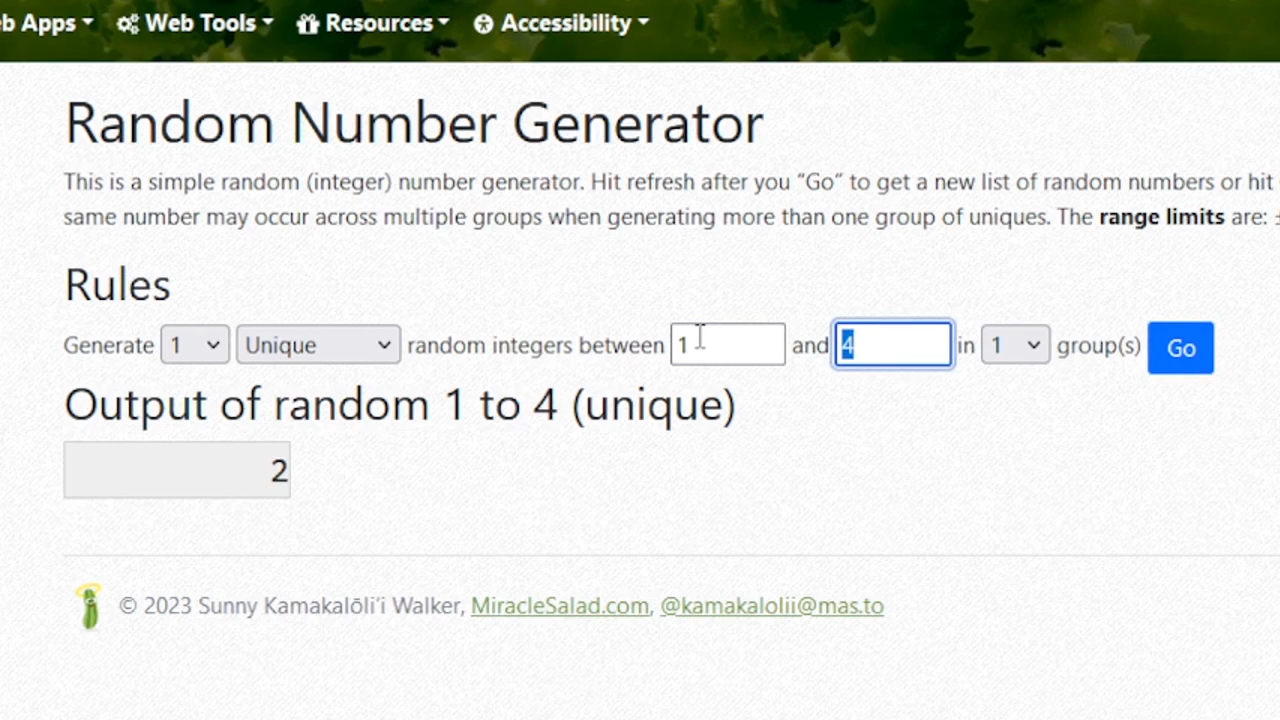 b Apps Web Tools Resources Accessibility
Random Number Generator
This is a simple random (integer) number generator. Hit refresh after you “Go” to get a new list of random numbers or hit
same number may occur across multiple groups when generating more than one group of uniques. The range limits are: ±
Rules
Generate 1 Unique random integers between 1 and 4 in 1 group(s) Go
Output of random 1 to 4 (unique)
2
© 2023 Sunny Kamakalōliʻi Walker, MiracleSalad.com, @kamakalolii@mas.to